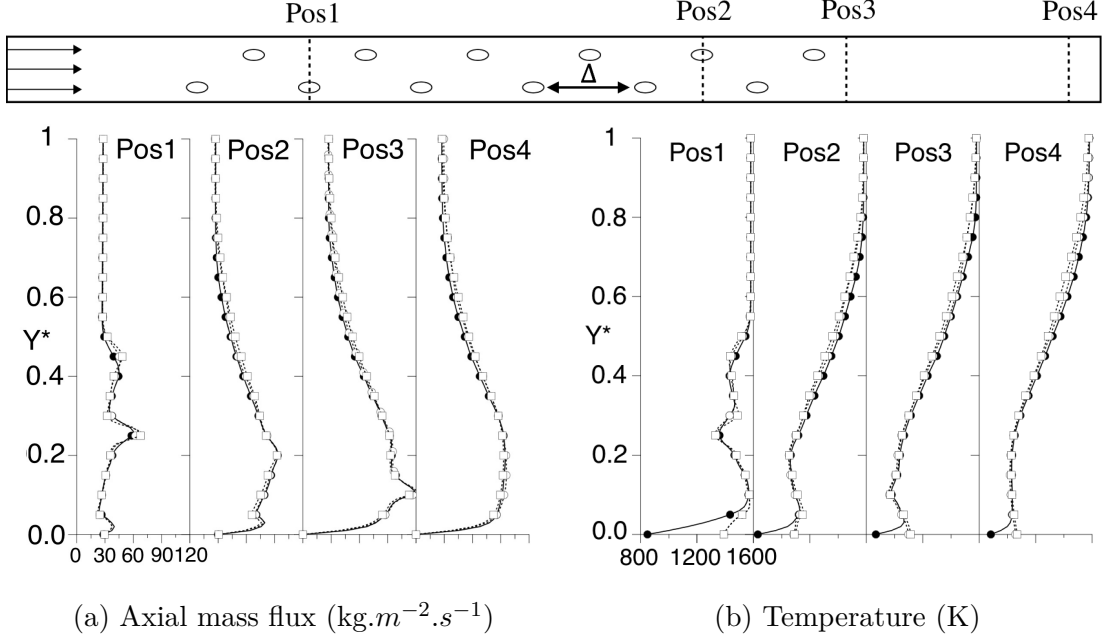 Pos1 Pos2 Pos3 Pos4
Δ
1 Pos1 Pos2 Pos3 Pos4
0.8
0.6
Y*
0.4
0.2
0.0
0 30 60 90 120
(a) Axial mass flux (kg.m−2.s−1)
1 Pos1 Pos2 Pos3 Pos4
0.8
0.6
Y*
0.4
0.2
0.0
800 1200 1600
(b) Temperature (K)